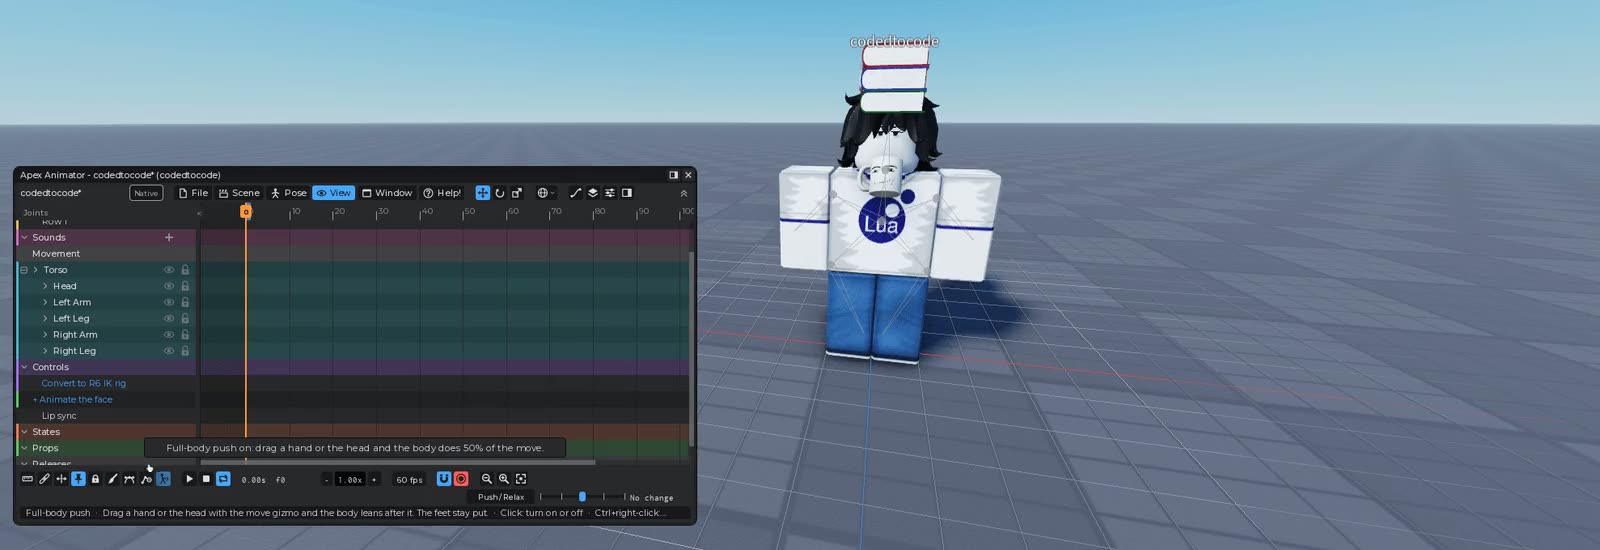 codedtocode
Lua
Apex Animator - codedtocode* (codedtocode)
codedtocode* Native File Scene Pose View Window Help!
Joints < 0 10 20 30 40 50 60 70 80 90 100
Sounds +
Movement
Torso
Head
Left Arm
Left Leg
Right Arm
Right Leg
Controls
Convert to R6 IK rig
+ Animate the face
Lip sync
States
Props
Full-body push on: drag a hand or the head and the body does 50% of the move.
Releases
0.00s f0 - 1.00x + 60 fps
Push/Relax No change
Full-body push · Drag a hand or the head with the move gizmo and the body leans after it. The feet stay put. · Click: turn on or off · Ctrl+right-click:...